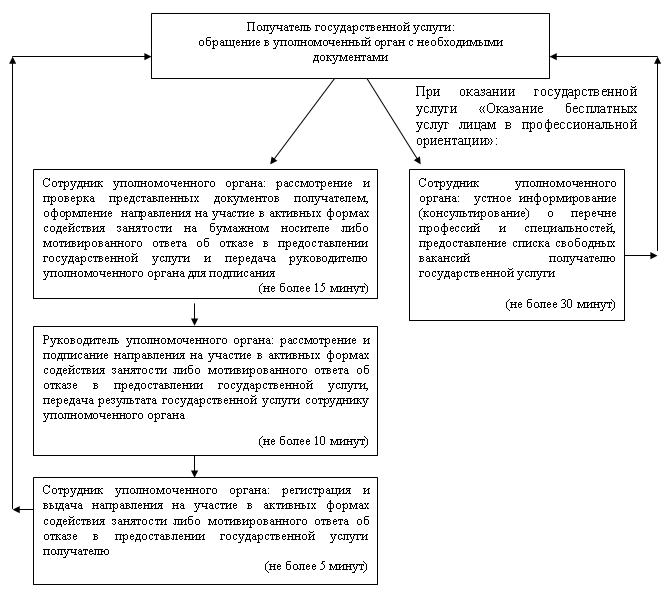 Получатель государственной услуги:
обращение в уполномоченный орган с необходимыми
документами
При оказании государственной
услуги «Оказание бесплатных
услуг лицам в профессиональной
ориентации»:
Сотрудник уполномоченного органа: рассмотрение и
проверка представленных документов получателем,
оформление направления на участие в активных формах
содействия занятости на бумажном носителе либо
мотивированного ответа об отказе в предоставлении
государственной услуги и передача руководителю
уполномоченного органа для подписания
(не более 15 минут)
Сотрудник уполномоченного
органа: устное информирование
(консультирование) о перечне
профессий и специальностей,
предоставление списка свободных
вакансий получателю
государственной услуги
(не более 30 минут)
Руководитель уполномоченного органа: рассмотрение и
подписание направления на участие в активных формах
содействия занятости либо мотивированного ответа об
отказе в предоставлении государственной услуги,
передача результата государственной услуги сотруднику
уполномоченного органа
(не более 10 минут)
Сотрудник уполномоченного органа: регистрация и
выдача направления на участие в активных формах
содействия занятости либо мотивированного ответа об
отказе в предоставлении государственной услуги
получателю
(не более 5 минут)